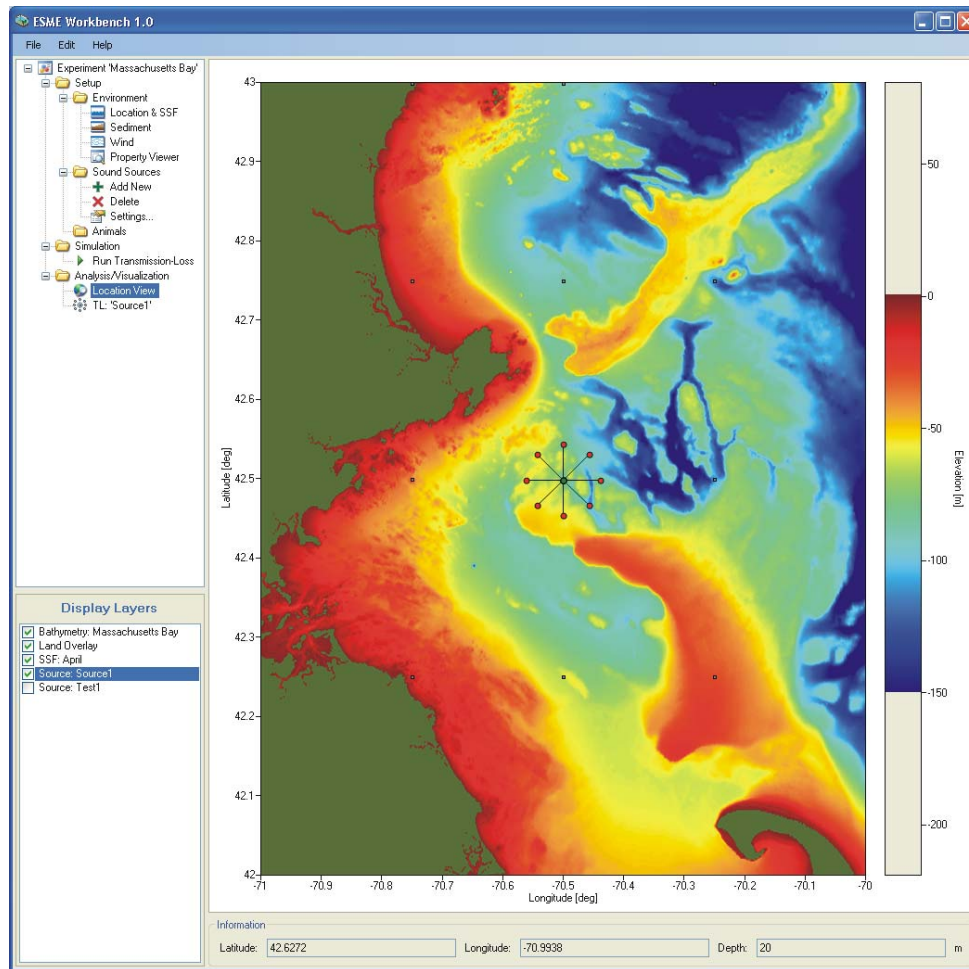 ESME Workbench 1.0
File Edit Help
Experiment 'Massachusetts Bay'
Setup
Environment
Location & SSF
Sediment
Wind
Property Viewer
Sound Sources
Add New
Delete
Settings...
Animals
Simulation
Run Transmission-Loss
Analysis/Visualization
Location View
TL: 'Source1'
Display Layers
Bathymetry: Massachusetts Bay
Land Overlay
SSF: April
Source: Source1
Source: Test1
Latitude [deg]
43
42.9
42.8
42.7
42.6
42.5
42.4
42.3
42.2
42.1
42
-71 -70.9 -70.8 -70.7 -70.6 -70.5 -70.4 -70.3 -70.2 -70.1 -70
Longitude [deg]
50
0
-50
-100
-150
-200
Elevation [m]
Information
Latitude: 42.6272 Longitude: -70.9938 Depth: 20 m